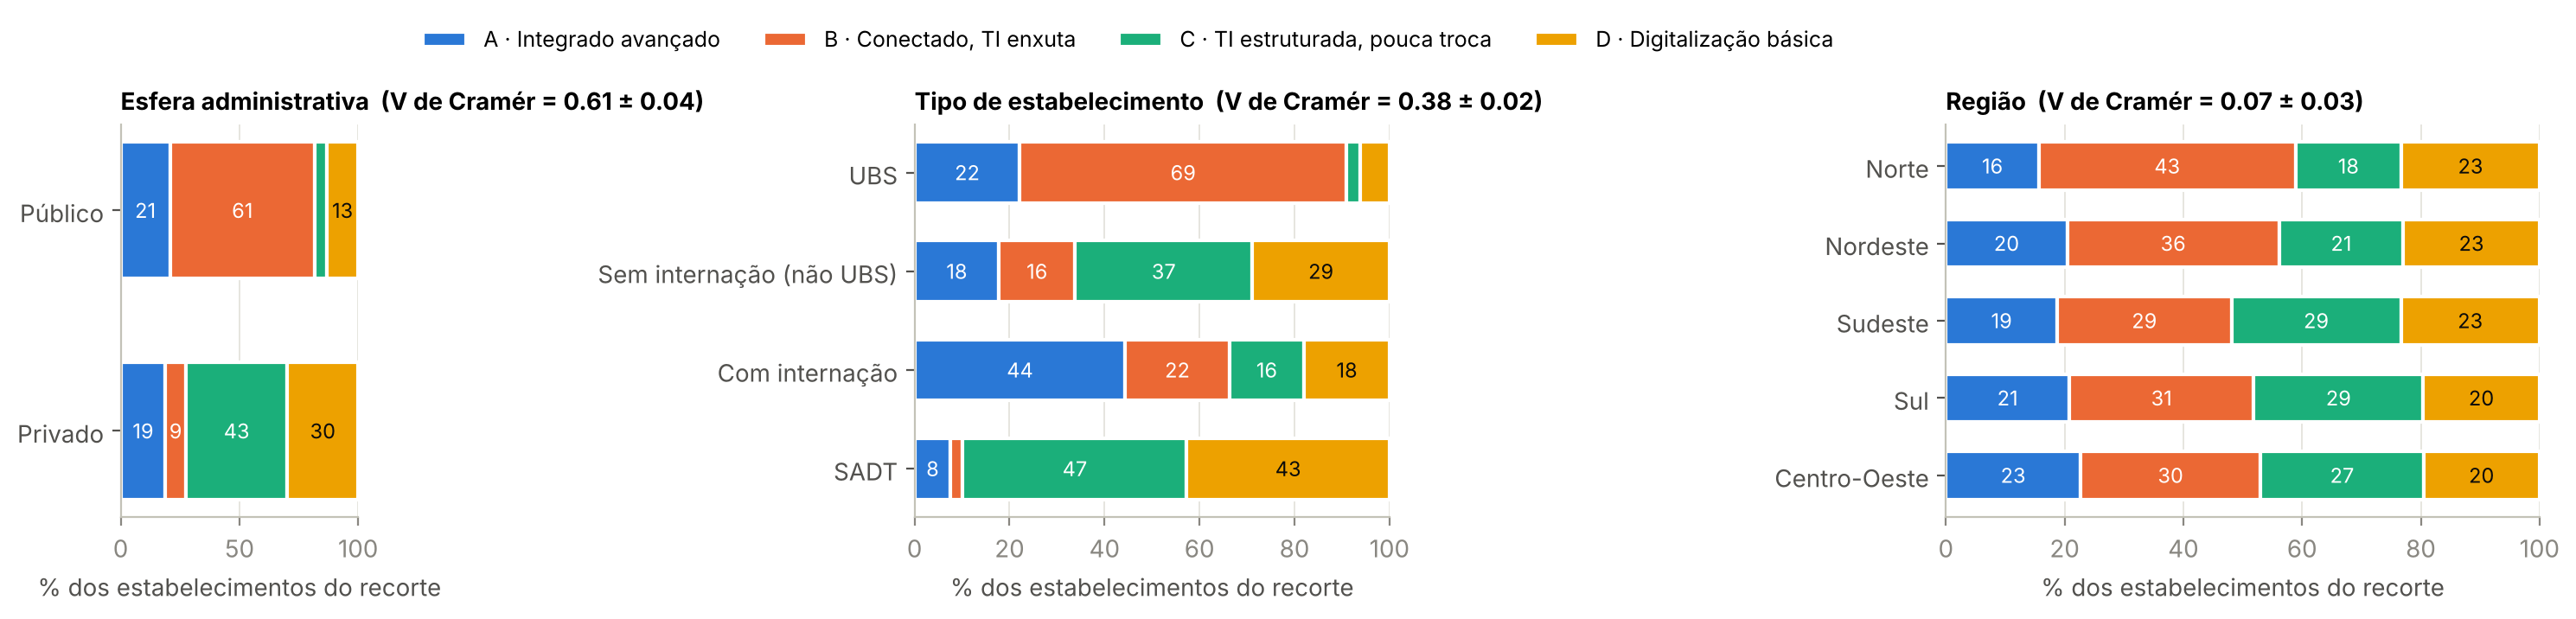 A · Integrado avançado B · Conectado, TI enxuta C · TI estruturada, pouca troca D · Digitalização básica
Esfera administrativa (V de Cramér = 0.61 ± 0.04)
Público 21 61 13
Privado 19 9 43 30
0 50 100
% dos estabelecimentos do recorte
Tipo de estabelecimento (V de Cramér = 0.38 ± 0.02)
UBS 22 69
Sem internação (não UBS) 18 16 37 29
Com internação 44 22 16 18
SADT 8 47 43
0 20 40 60 80 100
% dos estabelecimentos do recorte
Região (V de Cramér = 0.07 ± 0.03)
Norte 16 43 18 23
Nordeste 20 36 21 23
Sudeste 19 29 29 23
Sul 21 31 29 20
Centro-Oeste 23 30 27 20
0 20 40 60 80 100
% dos estabelecimentos do recorte